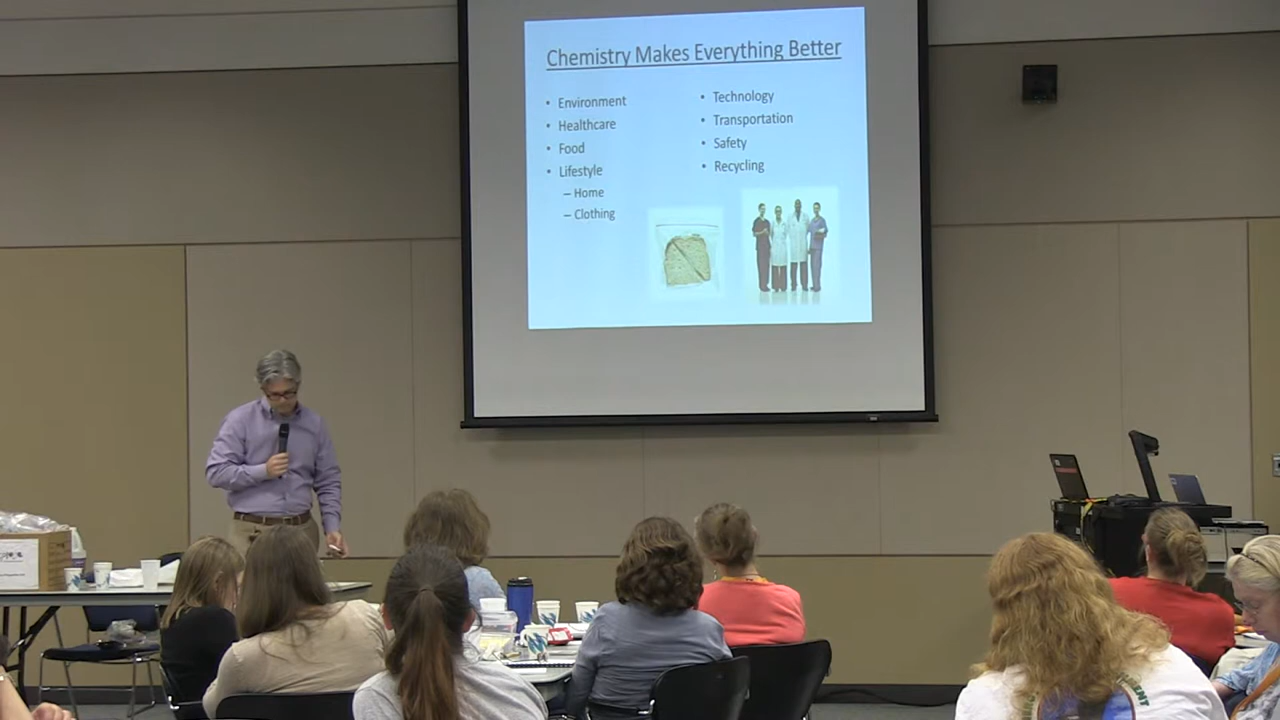 Chemistry Makes Everything Better
• Environment
• Healthcare
• Food
• Lifestyle
– Home
– Clothing
• Technology
• Transportation
• Safety
• Recycling